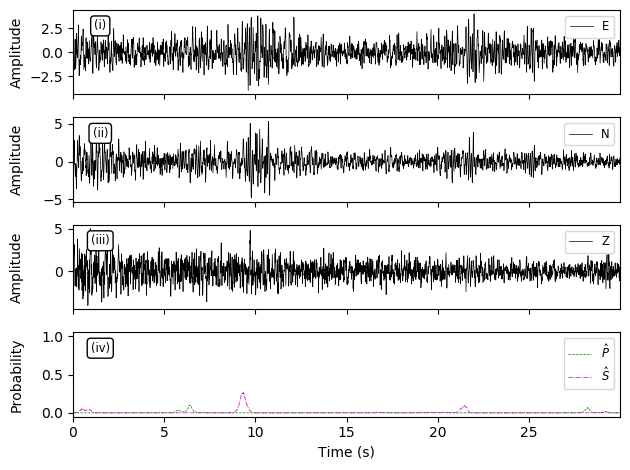 (i)
E
Amplitude
2.5
0.0
−2.5
(ii)
N
Amplitude
5
0
−5
(iii)
Z
Amplitude
5
0
(iv)
P̂
Ŝ
Probability
1.0
0.5
0.0
0 5 10 15 20 25
Time (s)